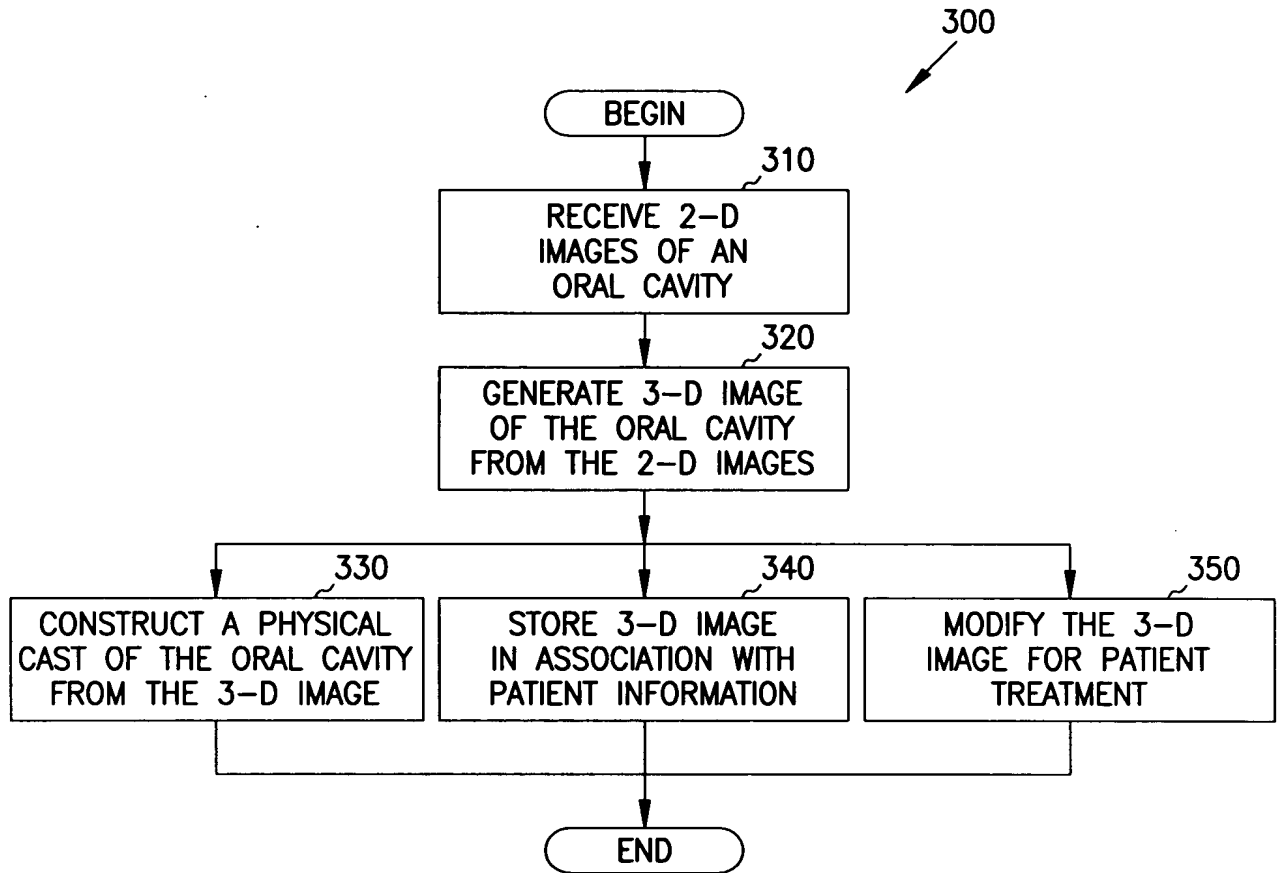 300
BEGIN
310
RECEIVE 2-D
IMAGES OF AN
ORAL CAVITY
320
GENERATE 3-D IMAGE
OF THE ORAL CAVITY
FROM THE 2-D IMAGES
330
CONSTRUCT A PHYSICAL
CAST OF THE ORAL CAVITY
FROM THE 3-D IMAGE
340
STORE 3-D IMAGE
IN ASSOCIATION WITH
PATIENT INFORMATION
350
MODIFY THE 3-D
IMAGE FOR PATIENT
TREATMENT
END